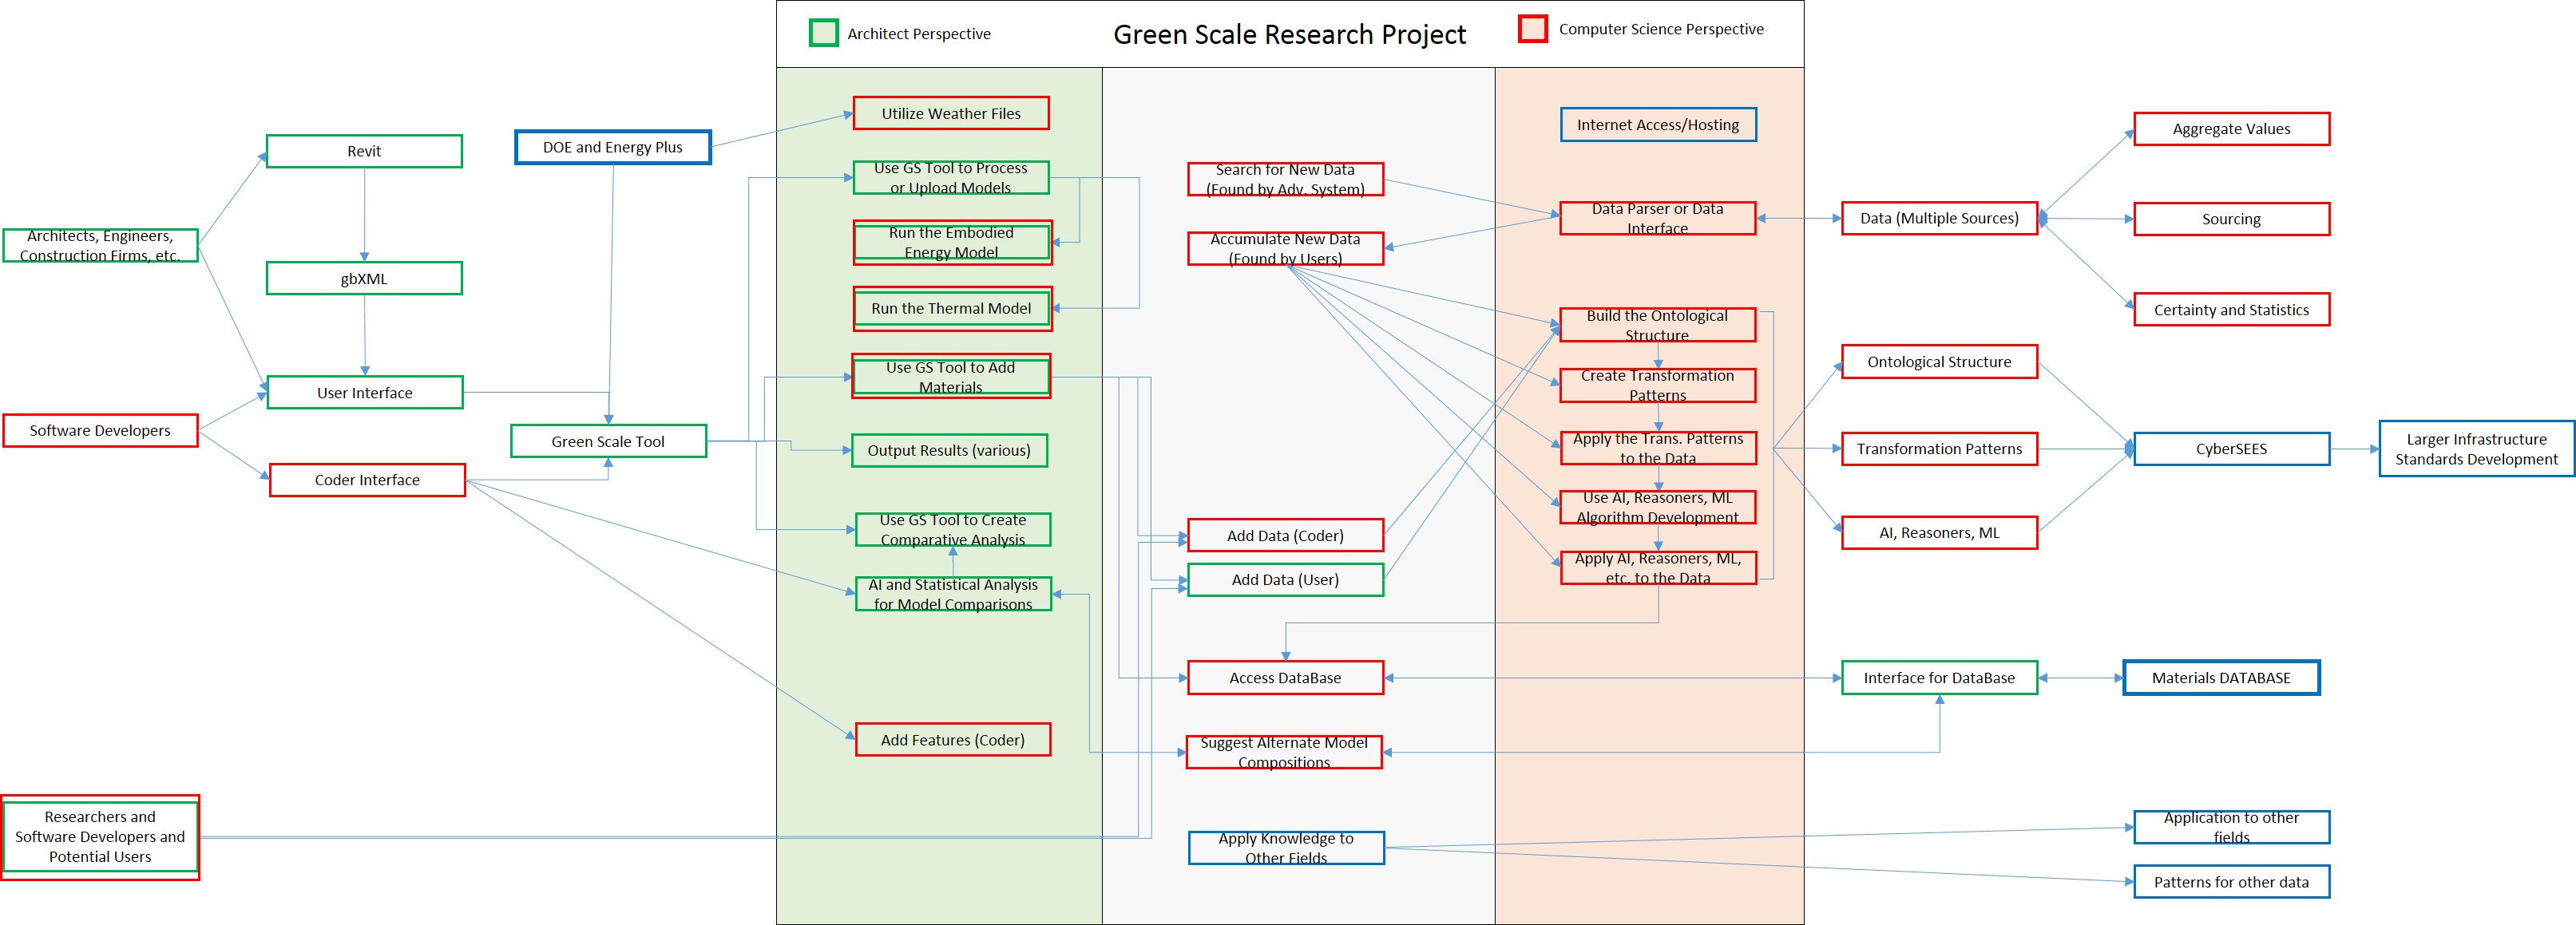 Architect Perspective
Green Scale Research Project
Computer Science Perspective
Architects, Engineers,
Construction Firms, etc.
Software Developers
Researchers and
Software Developers and
Potential Users
Revit
gbXML
User Interface
Coder Interface
DOE and Energy Plus
Green Scale Tool
Utilize Weather Files
Use GS Tool to Process
or Upload Models
Run the Embodied
Energy Model
Run the Thermal Model
Use GS Tool to Add
Materials
Output Results (various)
Use GS Tool to Create
Comparative Analysis
AI and Statistical Analysis
for Model Comparisons
Add Features (Coder)
Search for New Data
(Found by Adv. System)
Accumulate New Data
(Found by Users)
Add Data (Coder)
Add Data (User)
Access DataBase
Suggest Alternate Model
Compositions
Apply Knowledge to
Other Fields
Internet Access/Hosting
Data Parser or Data
Interface
Build the Ontological
Structure
Create Transformation
Patterns
Apply the Trans. Patterns
to the Data
Use AI, Reasoners, ML
Algorithm Development
Apply AI, Reasoners, ML,
etc. to the Data
Data (Multiple Sources)
Ontological Structure
Transformation Patterns
AI, Reasoners, ML
Interface for DataBase
Aggregate Values
Sourcing
Certainty and Statistics
CyberSEES
Materials DATABASE
Application to other
fields
Patterns for other data
Larger Infrastructure
Standards Development